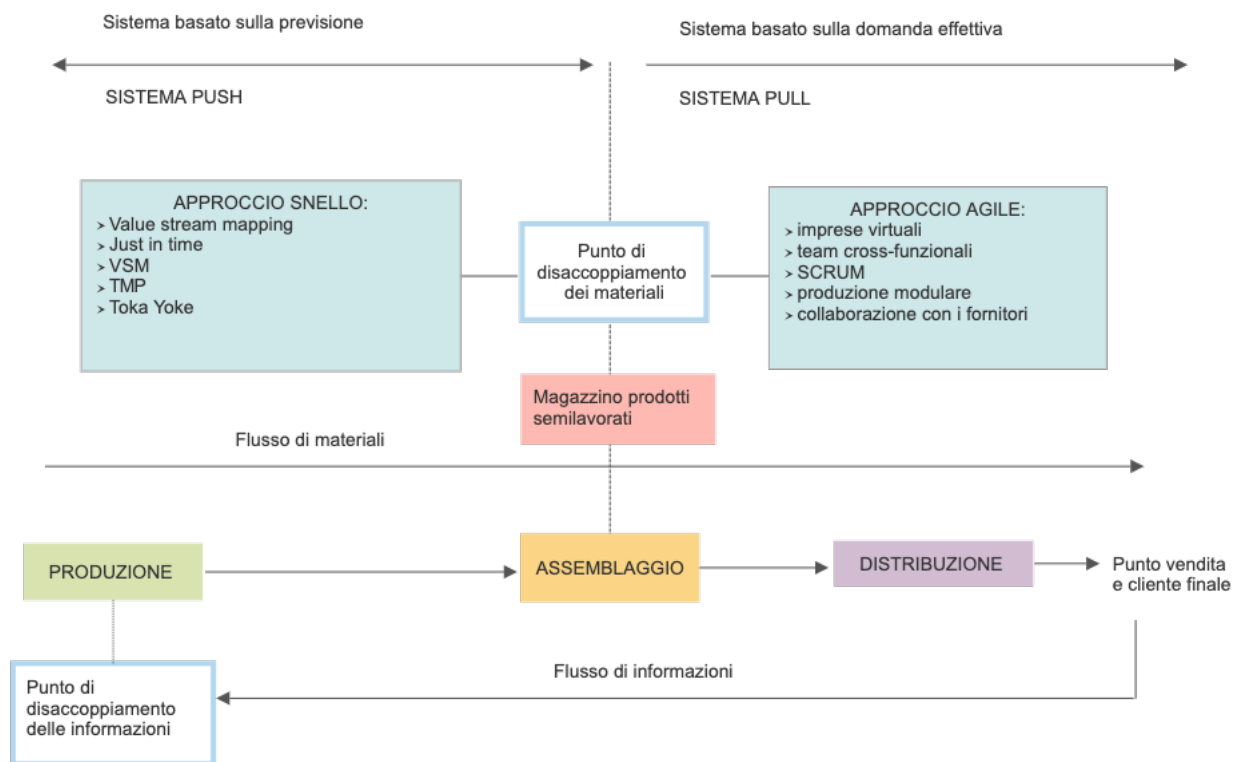 Sistema basato sulla previsione
Sistema basato sulla domanda effettiva
SISTEMA PUSH
SISTEMA PULL
APPROCCIO SNELLO:
> Value stream mapping
> Just in time
> VSM
> TMP
> Toka Yoke
Punto di
disaccoppiamento
dei materiali
APPROCCIO AGILE:
> imprese virtuali
> team cross-funzionali
> SCRUM
> produzione modulare
> collaborazione con i fornitori
Magazzino prodotti
semilavorati
Flusso di materiali
PRODUZIONE
ASSEMBLAGGIO
DISTRIBUZIONE
Punto vendita
e cliente finale
Flusso di informazioni
Punto di
disaccoppiamento
delle informazioni